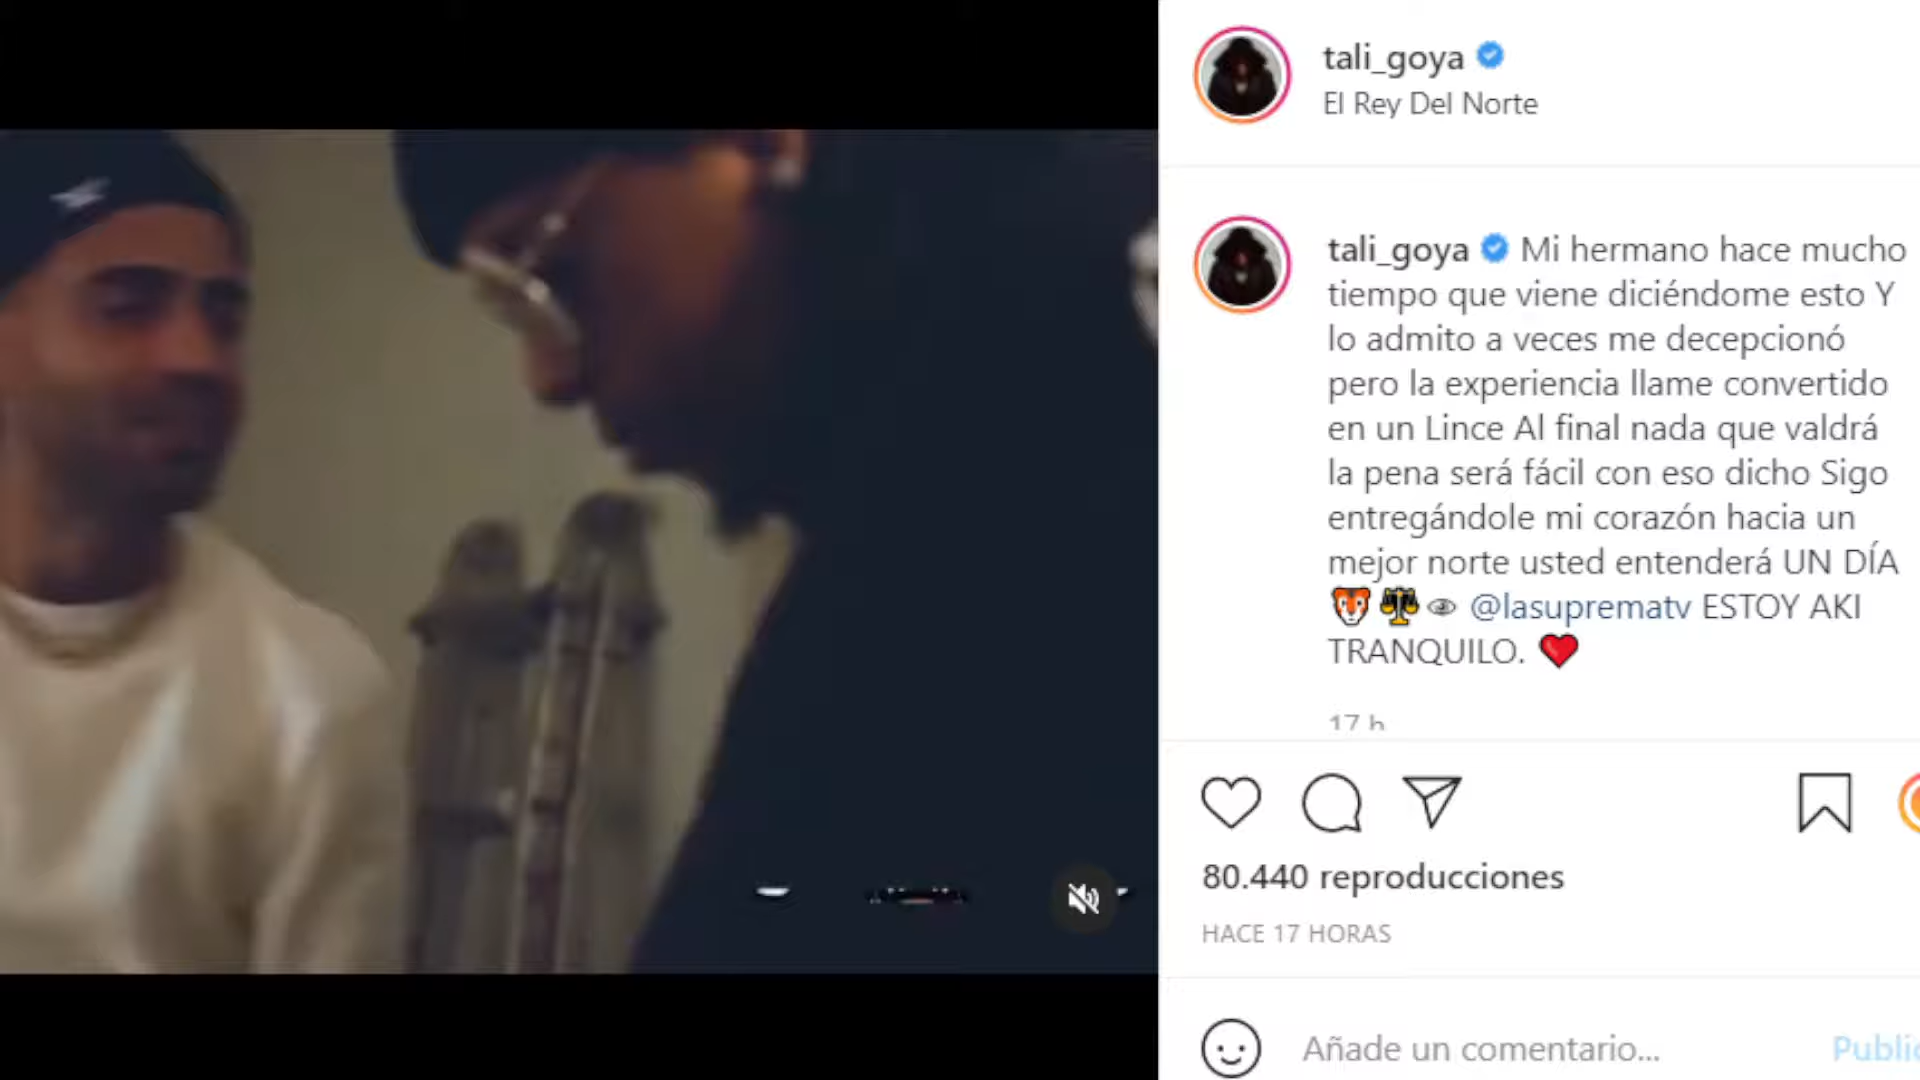 tali_goya
El Rey Del Norte
tali_goya Mi hermano hace mucho
tiempo que viene diciéndome esto Y
lo admito a veces me decepcionó
pero la experiencia llame convertido
en un Lince Al final nada que valdrá
la pena será fácil con eso dicho Sigo
entregándole mi corazón hacia un
mejor norte usted entenderá UN DÍA
🐯⚖️👁 @lasuprematv ESTOY AKI
TRANQUILO. ❤️
17 h
80.440 reproducciones
HACE 17 HORAS
Añade un comentario...
Public